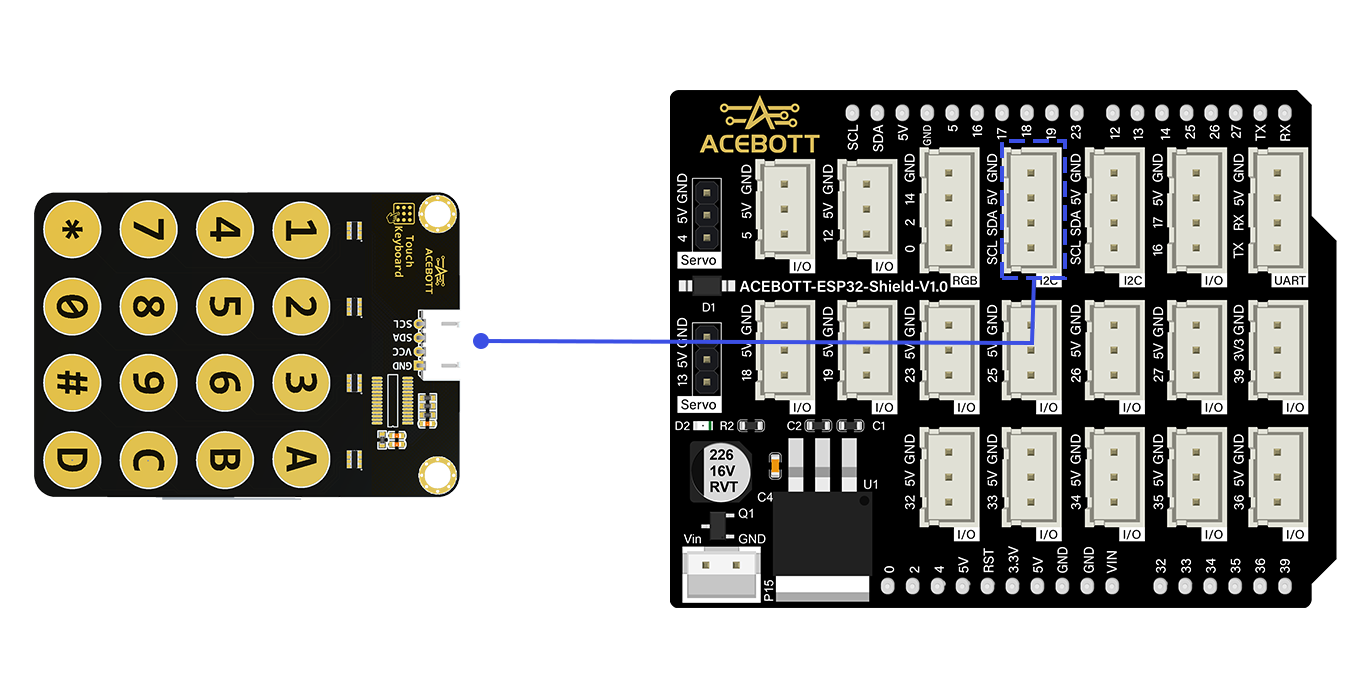 *
7
4
1
0
8
5
2
#
9
6
3
D
C
B
A
Touch
Keyboard
ACEBOTT
SCL
SDA
VCC
GND
ACEBOTT
SCL
SDA
5V
GND
5
16
17
18
19
23
12
13
14
25
26
27
TX
RX
4 5V GND
Servo
5 5V GND
I/O
12 5V GND
I/O
0 2 14 GND
RGB
SCL SDA 5V GND
I2C
SCL SDA 5V GND
I2C
16 17 5V GND
I/O
TX RX 5V GND
UART
D1
ACEBOTT-ESP32-Shield-V1.0
13 5V GND
Servo
18 5V GND
I/O
19 5V GND
I/O
23 5V GND
I/O
25 5V GND
I/O
26 5V GND
I/O
27 5V GND
I/O
39 3V3 GND
I/O
D2
R2
C2
C1
226
16V
RVT
C4
U1
Q1
Vin
GND
P15
32 5V GND
I/O
33 5V GND
I/O
34 5V GND
I/O
35 5V GND
I/O
36 5V GND
I/O
0
2
4
5V
RST
3.3V
5V
GND
GND
VIN
32
33
34
35
36
39